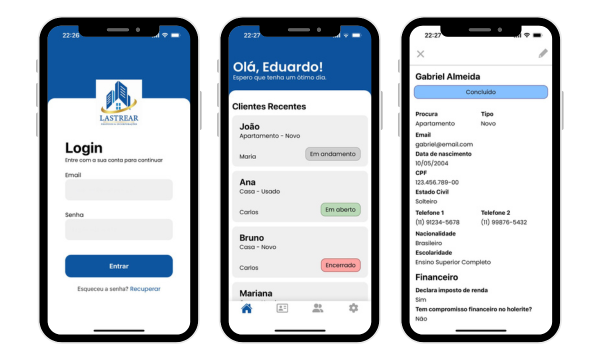 22:26
LASTREAR
Login
Entre com a sua conta para continuar
Email
Senha
Entrar
Esqueceu a senha? Recuperar
22:27
Olá, Eduardo!
Espero que tenha um ótimo dia.
Clientes Recentes
João
Apartamento - Novo
Maria
Em andamento
Ana
Casa - Usado
Carlos
Em aberto
Bruno
Casa - Novo
Carlos
Encerrado
Mariana
22:27
Gabriel Almeida
Concluído
Procura Tipo
Apartamento Novo
Email
gabriel@email.com
Data de nascimento
10/05/2004
CPF
123.456.789-00
Estado Civil
Solteiro
Telefone 1 Telefone 2
(11) 91234-5678 (11) 99876-5432
Nacionalidade
Brasileiro
Escolaridade
Ensino Superior Completo
Financeiro
Declara imposto de
renda
Sim
Tem compromisso financeiro no holerite?
Não